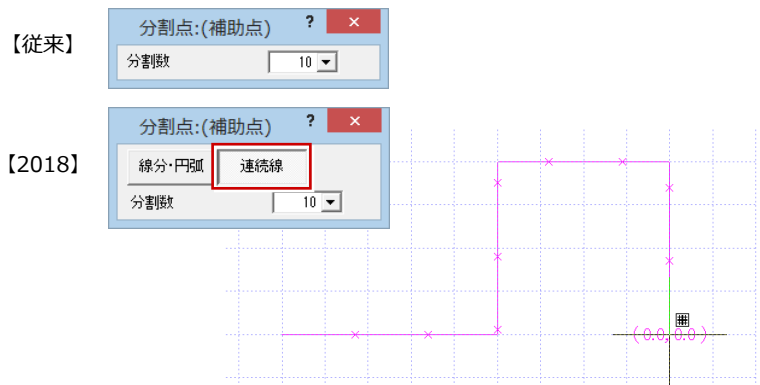 【従来】
分割点:(補助点) ? ×
分割数 10
【2018】
分割点:(補助点) ? ×
線分・円弧 連続線
分割数 10
(0.0, 0.0)